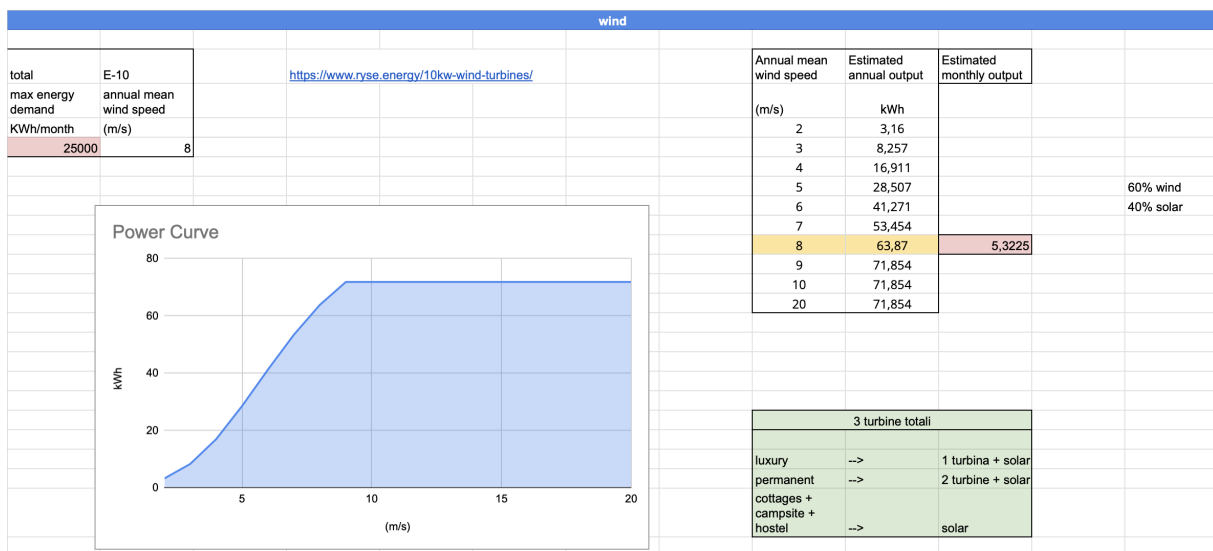 wind
total E-10 https://www.ryse.energy/10kw-wind-turbines/
max energy demand annual mean wind speed
KWh/month (m/s)
25000 8
Annual mean wind speed Estimated annual output Estimated monthly output
(m/s) kWh
2 3,16
3 8,257
4 16,911
5 28,507 60% wind
6 41,271 40% solar
7 53,454
8 63,87 5,3225
9 71,854
10 71,854
20 71,854
Power Curve
80
60
40
20
0
kWh
5 10 15 20
(m/s)
3 turbine totali
luxury --> 1 turbina + solar
permanent --> 2 turbine + solar
cottages + campsite + hostel --> solar